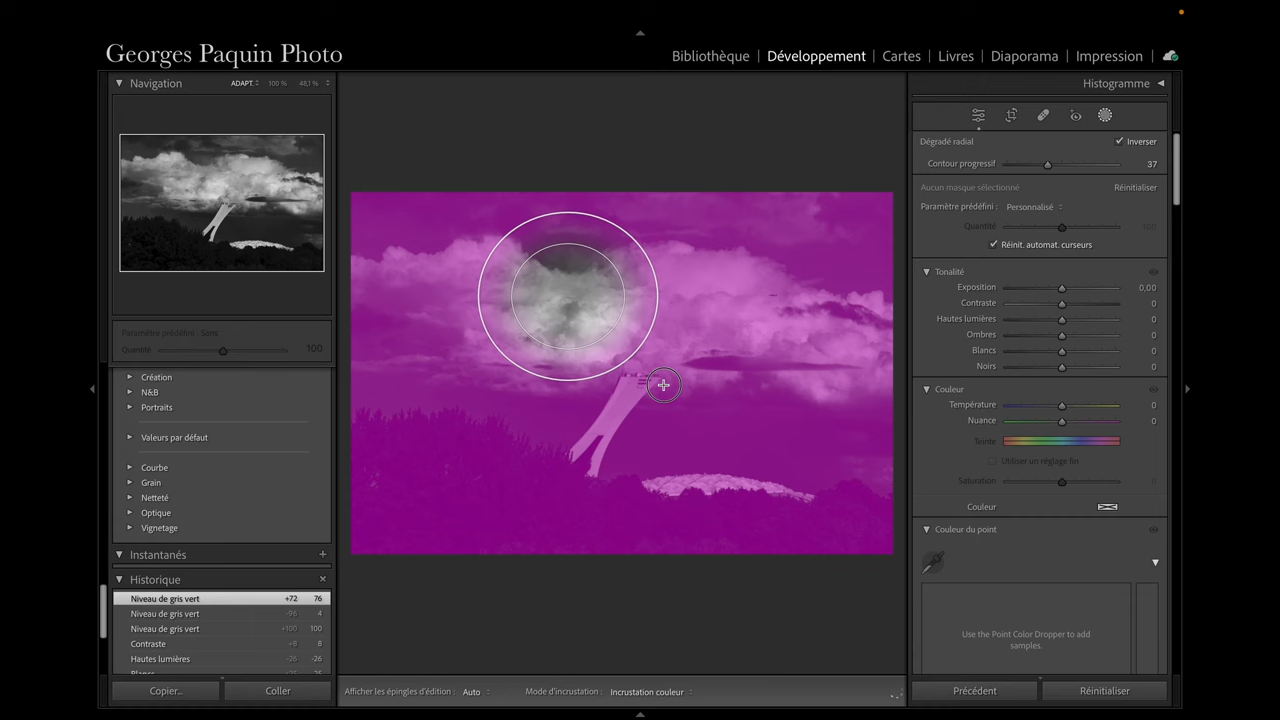 Georges Paquin Photo
Bibliothèque | Développement | Cartes | Livres | Diaporama | Impression
Navigation
ADAPT. 100 % 48,1 %
Histogramme
Dégradé radial
Inverser
Contour progressif 37
Aucun masque sélectionné
Réinitialiser
Paramètre prédéfini : Personnalisé
Quantité 100
Réinit. automat. curseurs
Tonalité
Exposition 0,00
Contraste 0
Hautes lumières 0
Ombres 0
Blancs 0
Noirs 0
Couleur
Température 0
Nuance 0
Teinte
Utiliser un réglage fin
Saturation 0
Couleur
Couleur du point
Use the Point Color Dropper to add
samples.
Précédent
Réinitialiser
Paramètre prédéfini : Sans
Quantité 100
Création
N&B
Portraits
Valeurs par défaut
Courbe
Grain
Netteté
Optique
Vignetage
Instantanés
Historique
Niveau de gris vert +72 76
Niveau de gris vert -96 4
Niveau de gris vert +100 100
Contraste +8 8
Hautes lumières -26 -26
Copier...
Coller
Afficher les épingles d'édition : Auto
Mode d'incrustation : Incrustation couleur